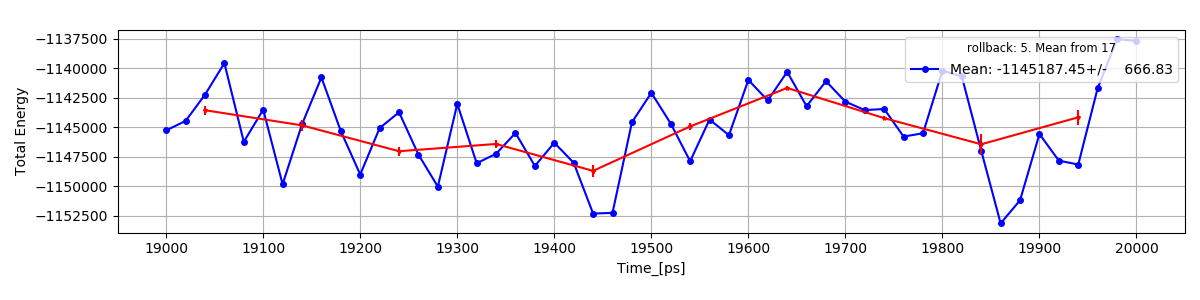 rollback: 5. Mean from 17
Mean: -1145187.45+/-    666.83
Total Energy
−1137500
−1140000
−1142500
−1145000
−1147500
−1150000
−1152500
19000 19100 19200 19300 19400 19500 19600 19700 19800 19900 20000
Time_[ps]